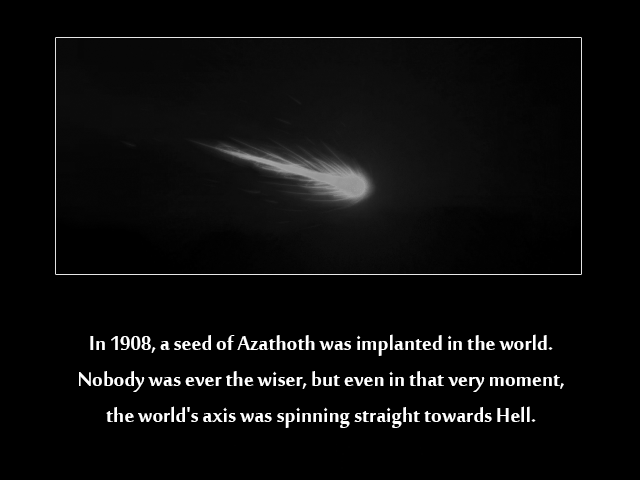 In 1908, a seed of Azathoth was implanted in the world.
Nobody was ever the wiser, but even in that very moment,
the world's axis was spinning straight towards Hell.